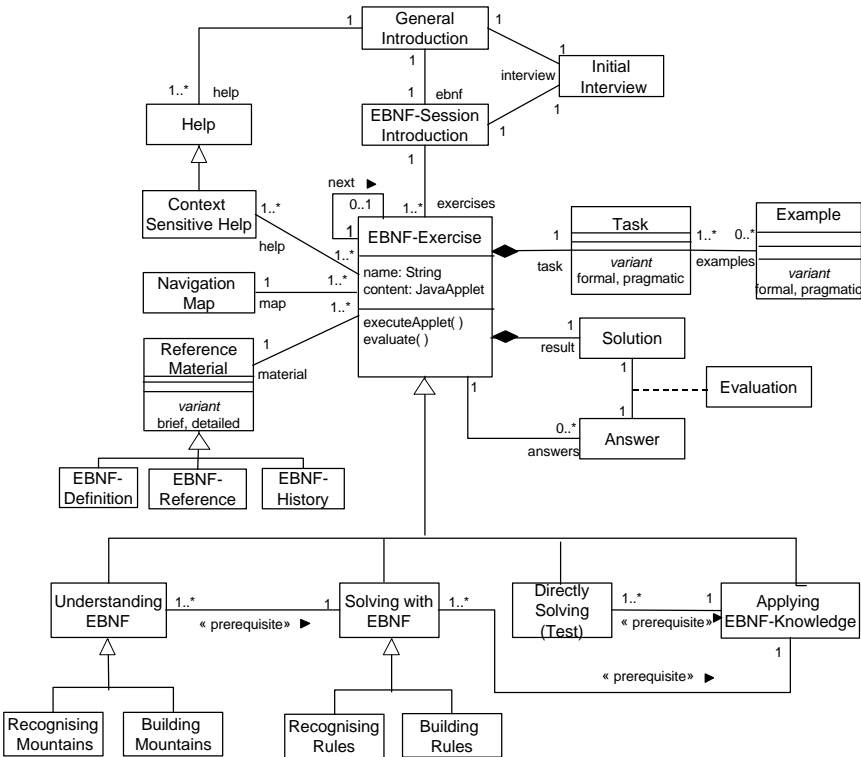 1
General
Introduction
1
1
1..*
help
1
interview
1
Initial
Interview
1
ebnf
1
1
Help
EBNF-Session
Introduction
1
next ►
0..1
1
1..*
exercises
Context
Sensitive Help
1..*
help
1..*
EBNF-Exercise
name: String
content: JavaApplet
executeApplet( )
evaluate( )
1
task
Task
variant
formal, pragmatic
1..*
0..*
examples
Example
variant
formal, pragmatic
Navigation
Map
1
map
1..*
1..*
Reference
Material
variant
brief, detailed
1
material
1
result
Solution
1
Evaluation
1
1
0..*
answers
Answer
EBNF-
Definition
EBNF-
Reference
EBNF-
History
Understanding
EBNF
1..*
1
« prerequisite» ►
Solving with
EBNF
1..*
Directly
Solving
(Test)
1..*
1
« prerequisite» ►
Applying
EBNF-Knowledge
1
« prerequisite» ►
Recognising
Mountains
Building
Mountains
Recognising
Rules
Building
Rules